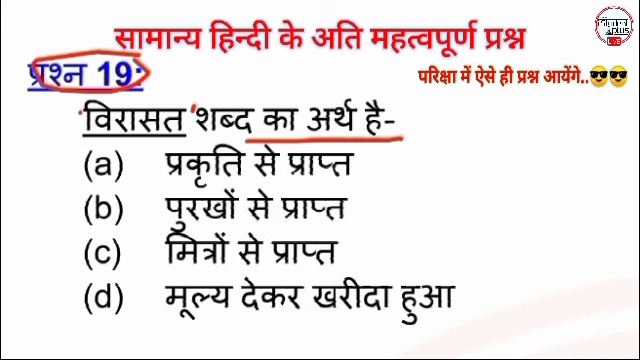 सामान्य हिन्दी के अति महत्वपूर्ण प्रश्न
प्रश्न 19:
परिक्षा में ऐसे ही प्रश्न आयेंगे..😎😎
विरासत शब्द का अर्थ है-
(a) प्रकृति से प्राप्त
(b) पुरखों से प्राप्त
(c) मित्रों से प्राप्त
(d) मूल्य देकर खरीदा हुआ